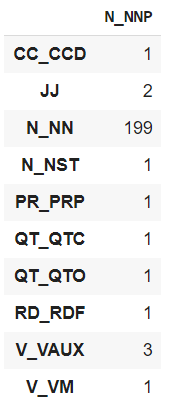 N_NNP
CC_CCD 1
JJ 2
N_NN 199
N_NST 1
PR_PRP 1
QT_QTC 1
QT_QTO 1
RD_RDF 1
V_VAUX 3
V_VM 1